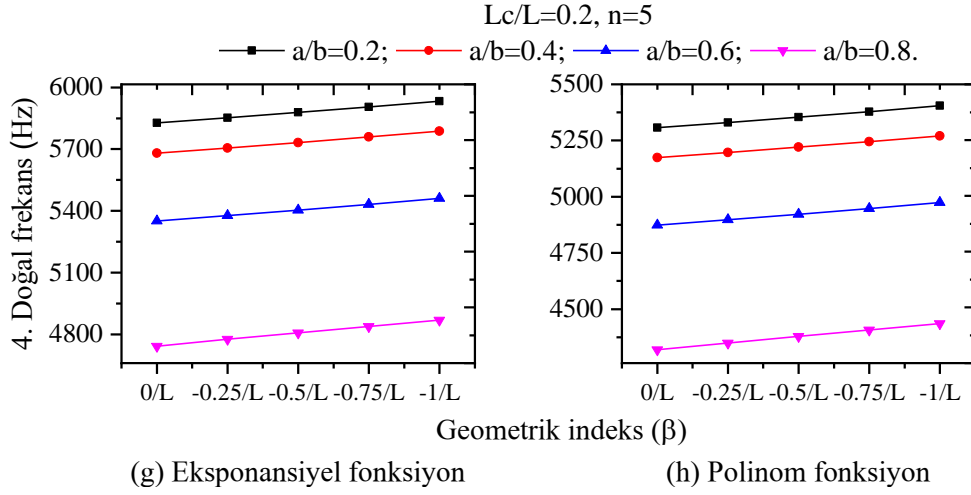 Lc/L=0.2, n=5
a/b=0.2; a/b=0.4; a/b=0.6; a/b=0.8.
4. Doğal frekans (Hz)
6000
5700
5400
5100
4800
0/L -0.25/L -0.5/L -0.75/L -1/L
5500
5250
5000
4750
4500
0/L -0.25/L -0.5/L -0.75/L -1/L
Geometrik indeks (β)
(g) Eksponansiyel fonksiyon
(h) Polinom fonksiyon